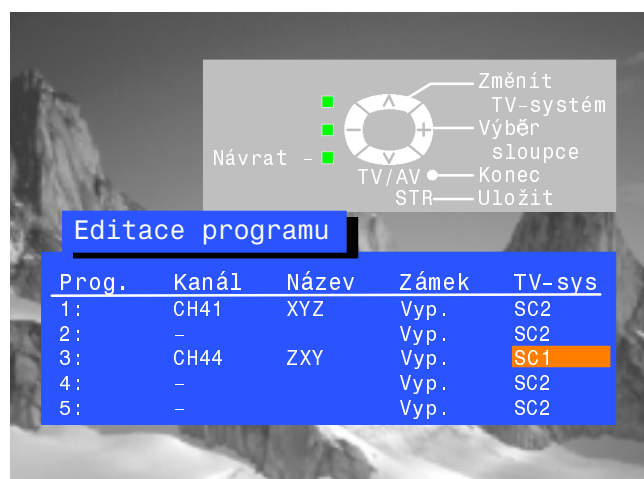 Změnít
TV-systém
Výběr
sloupce
Návrat -
TV/AV Konec
STR Uložit
Editace programu
Prog. Kanál Název Zámek TV-sys
1: CH41 XYZ Vyp. SC2
2: - Vyp. SC2
3: CH44 ZXY Vyp. SC1
4: - Vyp. SC2
5: - Vyp. SC2